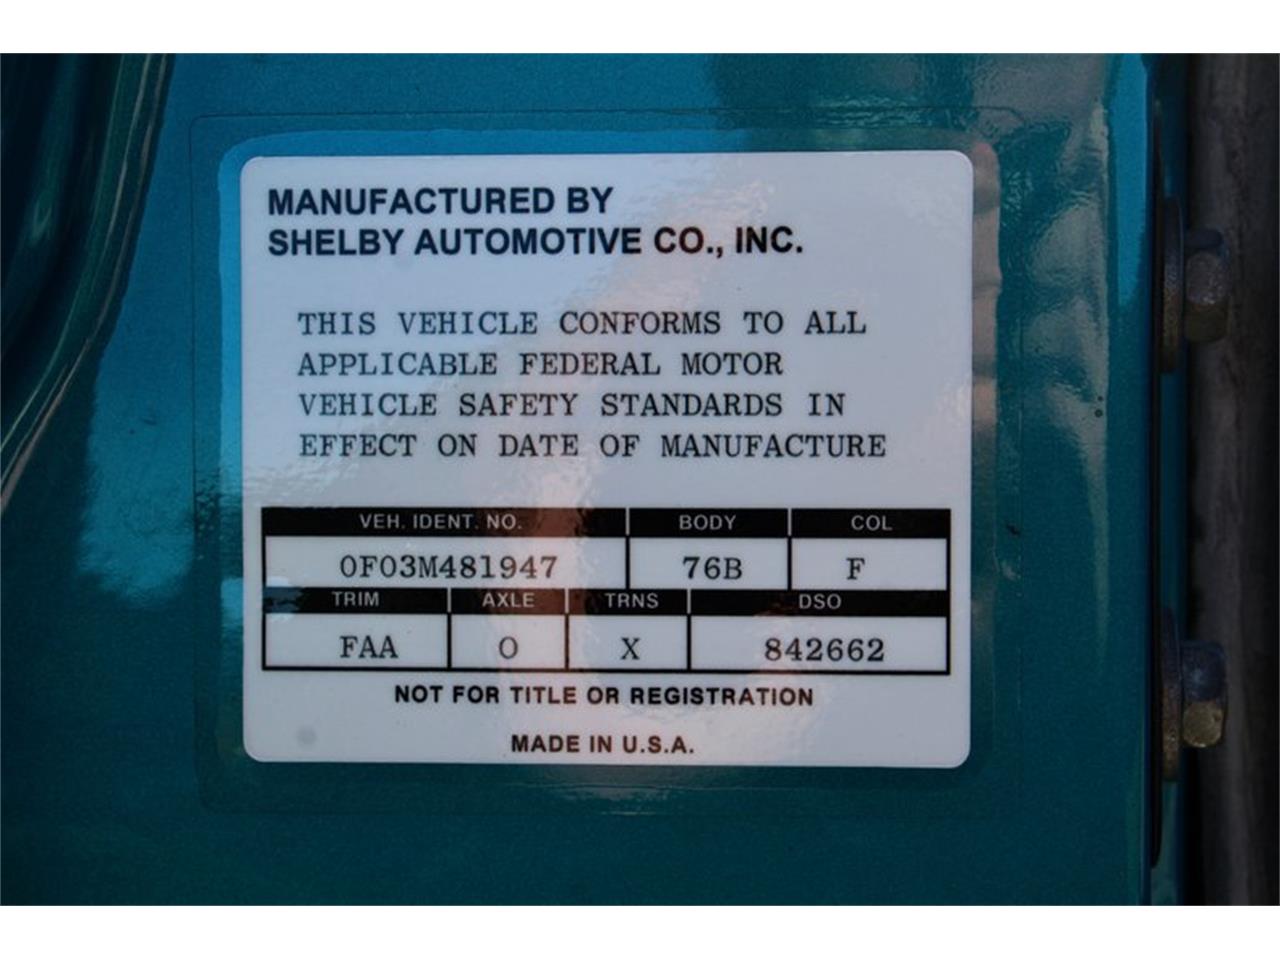 MANUFACTURED BY
SHELBY AUTOMOTIVE CO., INC.
THIS VEHICLE CONFORMS TO ALL
APPLICABLE FEDERAL MOTOR
VEHICLE SAFETY STANDARDS IN
EFFECT ON DATE OF MANUFACTURE
VEH. IDENT. NO. BODY COL
0F03M481947 76B F
TRIM AXLE TRNS DSO
FAA O X 842662
NOT FOR TITLE OR REGISTRATION
MADE IN U.S.A.